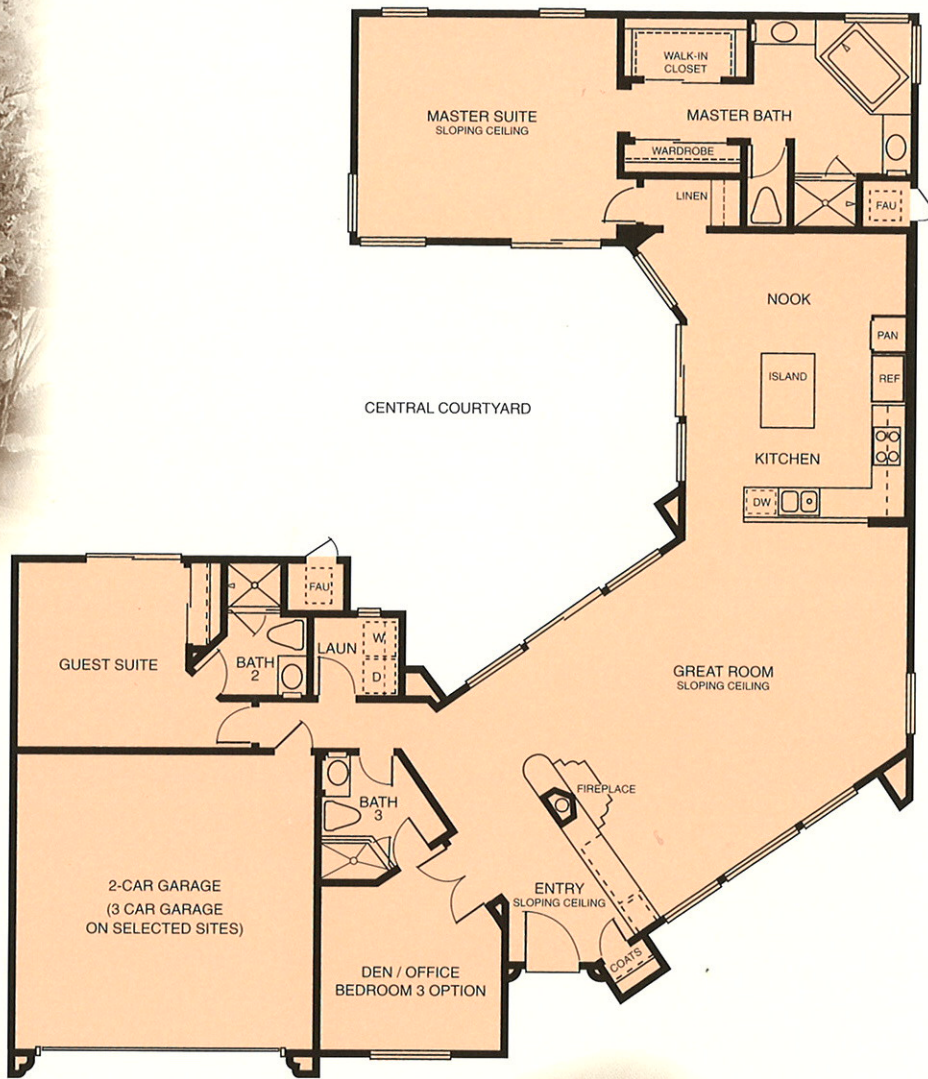 WALK-IN
CLOSET
MASTER SUITE
SLOPING CEILING
MASTER BATH
WARDROBE
LINEN
FAU
NOOK
PAN
ISLAND
REF
CENTRAL COURTYARD
KITCHEN
DW
FAU
W
LAUN
D
GUEST SUITE
BATH
2
GREAT ROOM
SLOPING CEILING
FIREPLACE
BATH
3
2-CAR GARAGE
(3 CAR GARAGE
ON SELECTED SITES)
ENTRY
SLOPING CEILING
COATS
DEN / OFFICE
BEDROOM 3 OPTION